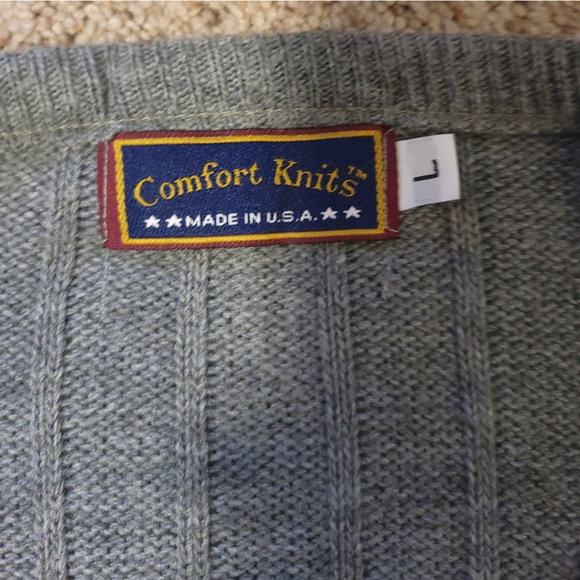 Comfort Knits™
★★MADE IN U.S.A.★★
L